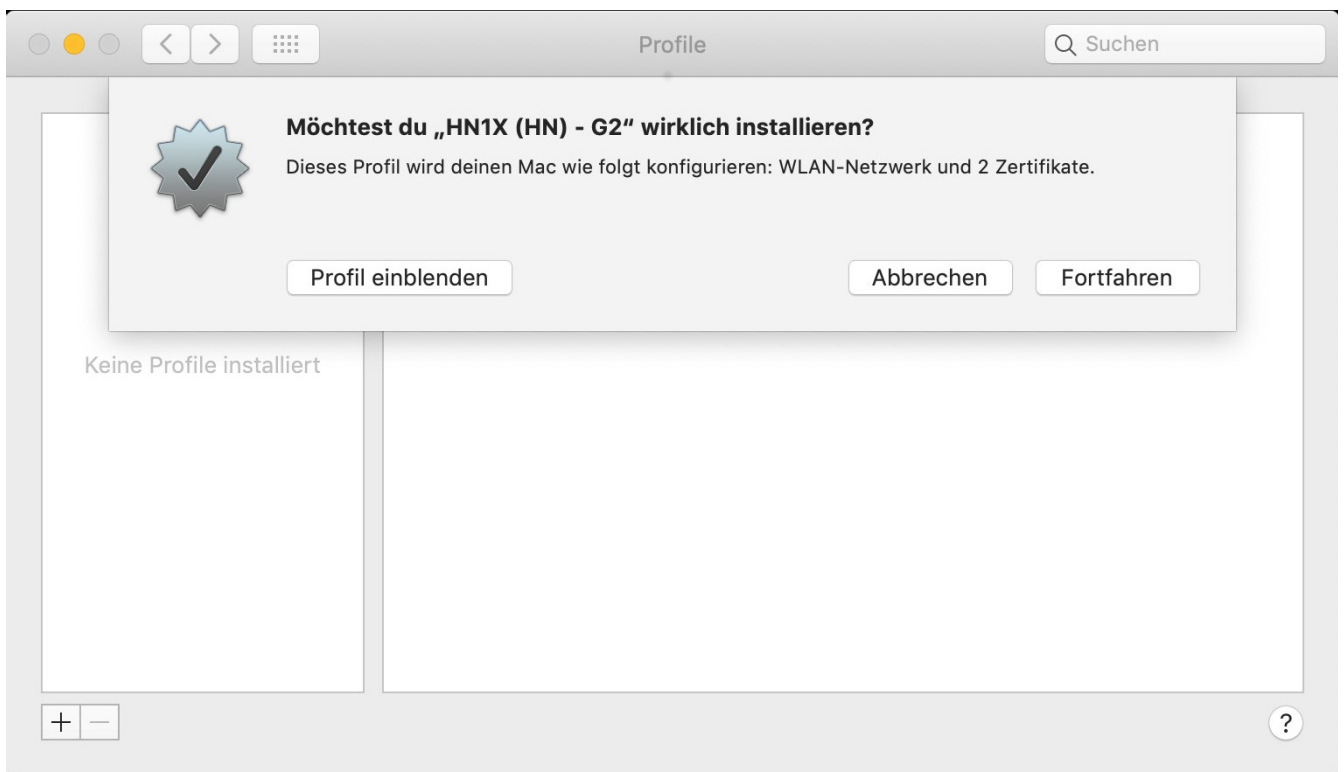 Profile
Suchen
Möchtest du „HN1X (HN) - G2“ wirklich installieren?
Dieses Profil wird deinen Mac wie folgt konfigurieren: WLAN-Netzwerk und 2 Zertifikate.
Profil einblenden
Abbrechen
Fortfahren
Keine Profile installiert
+
−
?